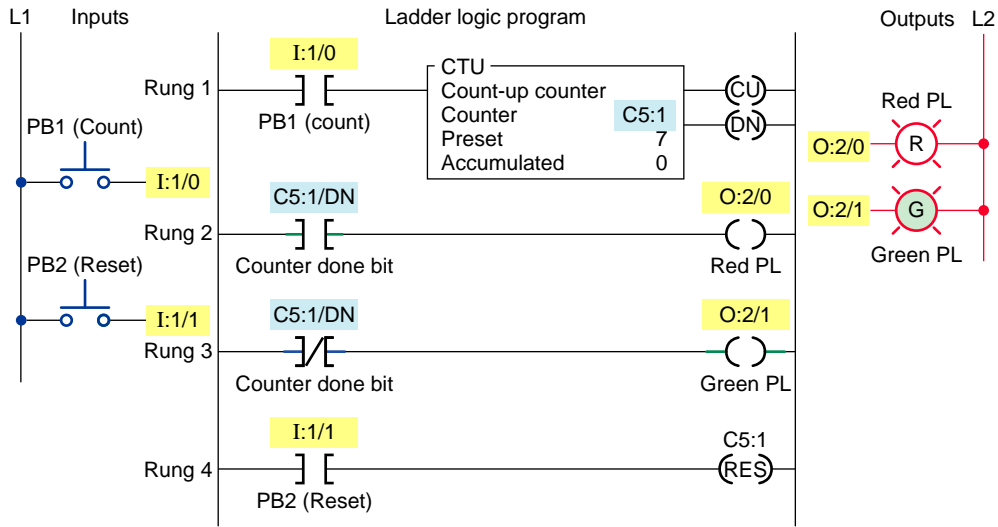 L1 Inputs Ladder logic program Outputs L2
I:1/0
Rung 1
PB1 (count)
CTU
Count-up counter
Counter C5:1
Preset 7
Accumulated 0
CU
DN
PB1 (Count)
I:1/0
Red PL
O:2/0 R
O:2/1 G
Green PL
C5:1/DN O:2/0
Rung 2
Counter done bit Red PL
PB2 (Reset)
I:1/1
C5:1/DN O:2/1
Rung 3
Counter done bit Green PL
I:1/1 C5:1
Rung 4 RES
PB2 (Reset)